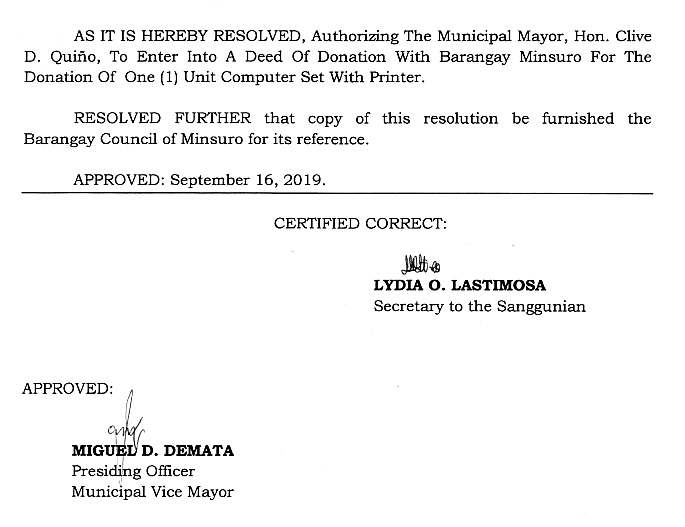 AS IT IS HEREBY RESOLVED, Authorizing The Municipal Mayor, Hon. Clive
D. Quiño, To Enter Into A Deed Of Donation With Barangay Minsuro For The
Donation Of One (1) Unit Computer Set With Printer.
RESOLVED FURTHER that copy of this resolution be furnished the
Barangay Council of Minsuro for its reference.
APPROVED: September 16, 2019.
CERTIFIED CORRECT:
LYDIA O. LASTIMOSA
Secretary to the Sanggunian
APPROVED:
MIGUEL D. DEMATA
Presiding Officer
Municipal Vice Mayor